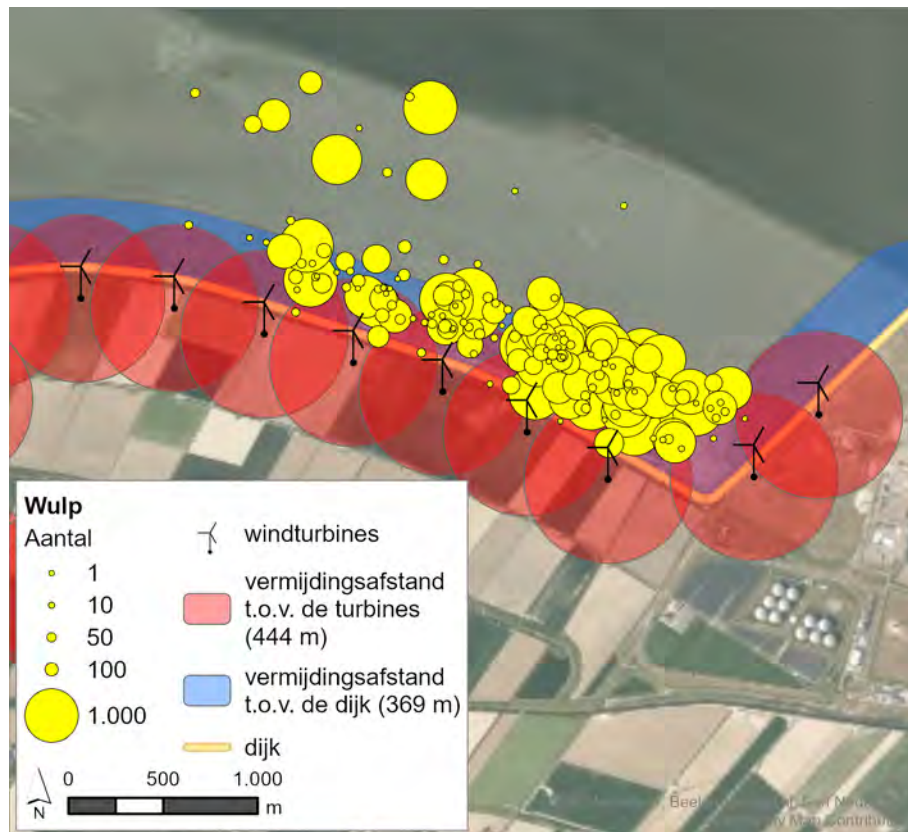 Wulp
Aantal
1
10
50
100
1.000
windturbines
vermijdingsafstand
t.o.v. de turbines
(444 m)
vermijdingsafstand
t.o.v. de dijk (369 m)
dijk
0 500 1.000
m
N